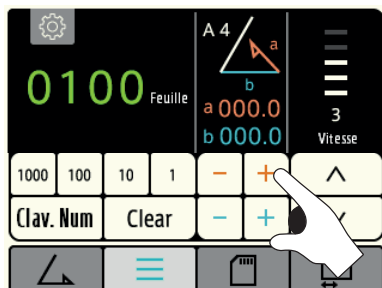 A 4
a
b
0100 Feuille
a 000.0
b 000.0
3
Vitesse
1000 100 10 1 - +
Clav. Num Clear - +